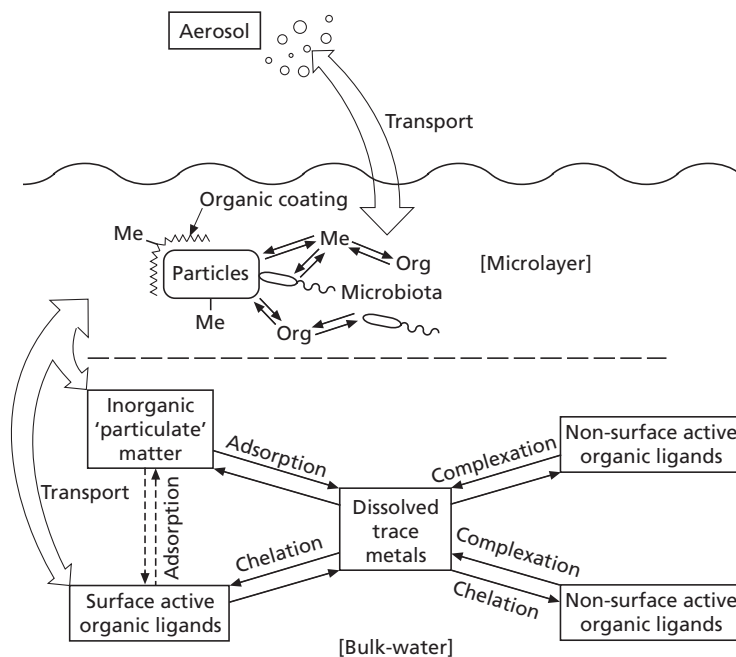 Aerosol
Transport
Organic coating
Me
Me
Particles
Org
[Microlayer]
Microbiota
Me
Org
Inorganic
'particulate'
matter
Adsorption
Complexation
Non-surface active
organic ligands
Transport
Adsorption
Dissolved
trace
metals
Chelation
Complexation
Chelation
Surface active
organic ligands
Non-surface active
organic ligands
[Bulk-water]